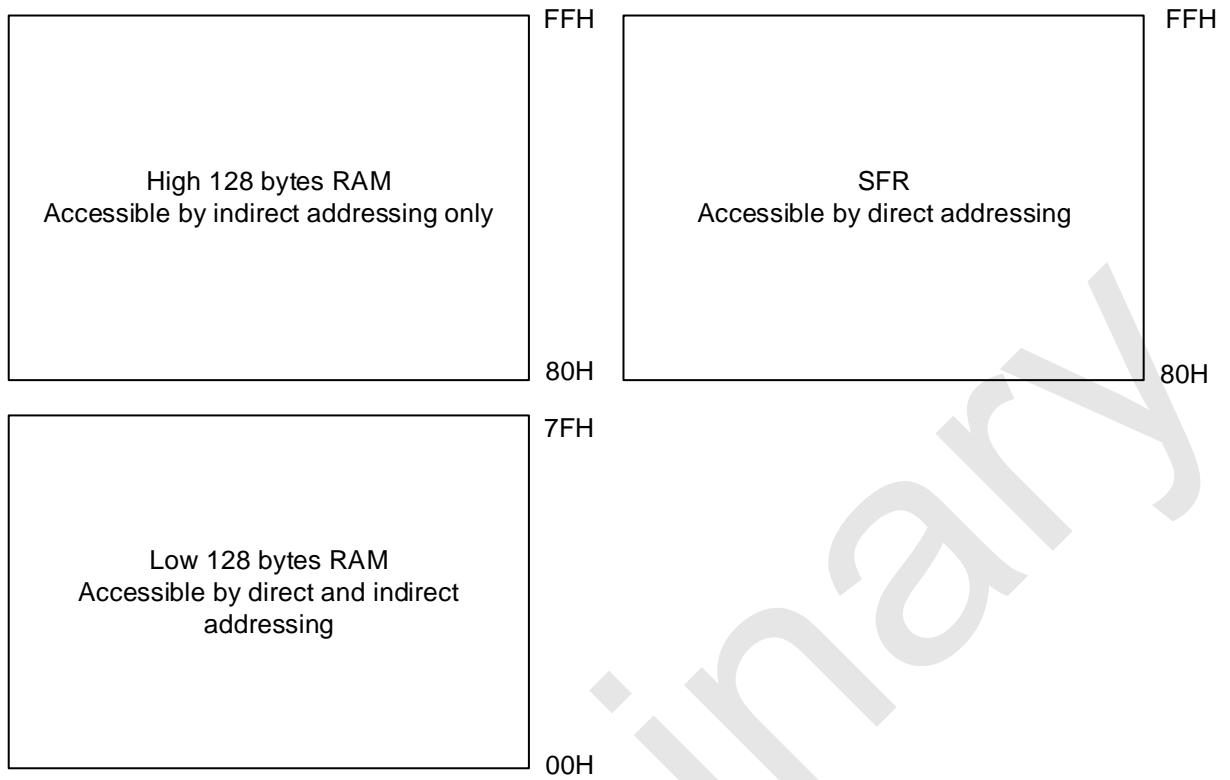 FFH
High 128 bytes RAM
Accessible by indirect addressing only
80H
FFH
SFR
Accessible by direct addressing
80H
7FH
Low 128 bytes RAM
Accessible by direct and indirect
addressing
00H
inary